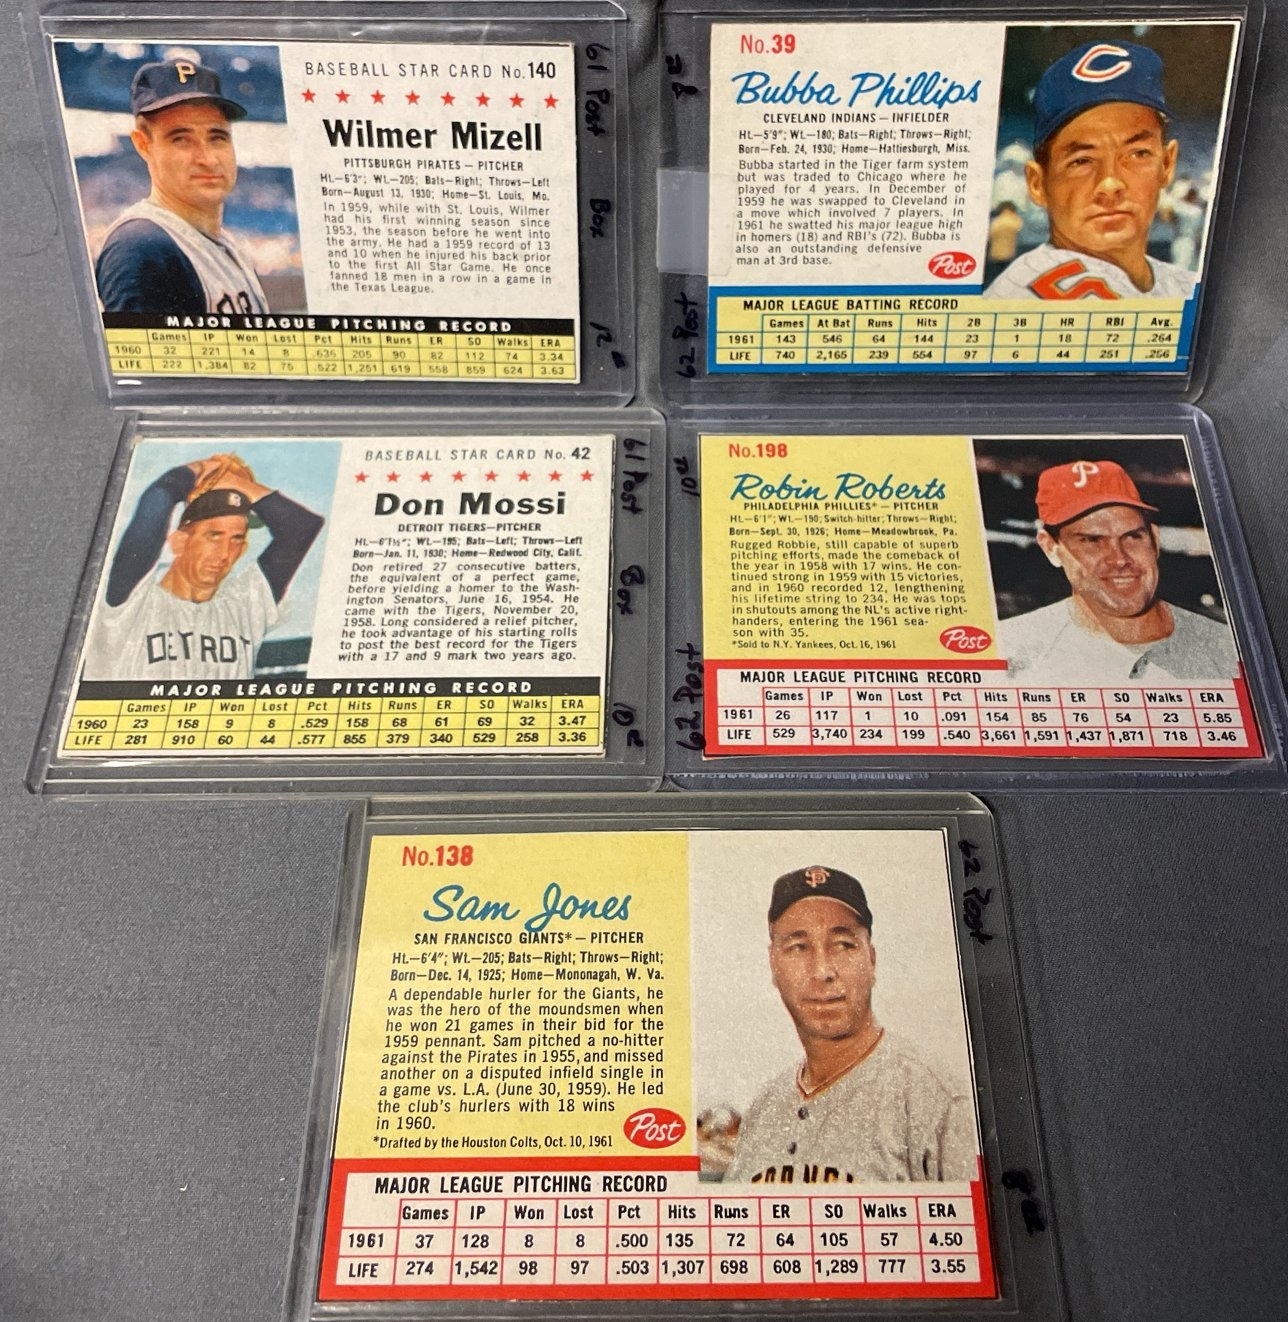 P
BASEBALL STAR CARD No. 140
Wilmer Mizell
PITTSBURGH PIRATES—PITCHER
Ht.—6'3"; Wt.—205; Bats—Right; Throws—Left
Born—August 13, 1930; Home—St. Louis, Mo.
In 1959, while with St. Louis, Wilmer
had his first winning season since
1953, the season before he went into
the army. He had a 1959 record of 13
and 10 when he injured his back prior
to the first All Star Game. He once
fanned 18 men in a row in a game in
the Texas League.
MAJOR LEAGUE PITCHING RECORD
Games IP Won Lost Pct Hits Runs ER SO Walks ERA
1960 32 221 14 8 .636 205 90 82 112 74 3.34
LIFE 222 1,384 82 75 .522 1,251 619 558 859 624 3.63
61 Post Box 12
No.39
Bubba Phillips
CLEVELAND INDIANS—INFIELDER
Ht.—5'9"; Wt.—180; Bats—Right; Throws—Right;
Born—Feb. 24, 1930; Home—Hattiesburgh, Miss.
Bubba started in the Tiger farm system
but was traded to Chicago where he
played for 4 years. In December of
1959 he was swapped to Cleveland in
a move which involved 7 players. In
1961 he swatted his major league high
in homers (18) and RBI's (72). Bubba is
also an outstanding defensive
man at 3rd base.
Post
C
MAJOR LEAGUE BATTING RECORD
Games At Bat Runs Hits 2B 3B HR RBI Avg.
1961 143 546 64 144 23 1 18 72 .264
LIFE 740 2,165 239 554 97 6 44 251 .256
62 Post 8
BASEBALL STAR CARD No. 42
Don Mossi
DETROIT TIGERS—PITCHER
Ht.—6'1½"; Wt.—195; Bats—Left; Throws—Left
Born—Jan. 11, 1930; Home—Redwood City, Calif.
Don retired 27 consecutive batters,
the equivalent of a perfect game,
before yielding a homer to the Wash-
ington Senators, June 16, 1954. He
came with the Tigers, November 20,
1958. Long considered a relief pitcher,
he took advantage of his starting rolls
to post the best record for the Tigers
with a 17 and 9 mark two years ago.
DETROIT
MAJOR LEAGUE PITCHING RECORD
Games IP Won Lost Pct Hits Runs ER SO Walks ERA
1960 23 158 9 8 .529 158 68 61 69 32 3.47
LIFE 281 910 60 44 .577 855 379 340 529 258 3.36
61 Post Box 10
No.198
Robin Roberts
PHILADELPHIA PHILLIES*—PITCHER
Ht.—6'1"; Wt.—190; Switch-hitter; Throws—Right;
Born—Sept. 30, 1926; Home—Meadowbrook, Pa.
Rugged Robbie, still capable of superb
pitching efforts, made the comeback of
the year in 1958 with 17 wins. He con-
tinued strong in 1959 with 15 victories,
and in 1960 recorded 12, lengthening
his lifetime string to 234. He was tops
in shutouts among the NL's active right-
handers, entering the 1961 sea-
son with 35.
*Sold to N.Y. Yankees, Oct. 16, 1961
Post
P
MAJOR LEAGUE PITCHING RECORD
Games IP Won Lost Pct Hits Runs ER SO Walks ERA
1961 26 117 1 10 .091 154 85 76 54 23 5.85
LIFE 529 3,740 234 199 .540 3,661 1,591 1,437 1,871 718 3.46
62 Post 10
No.138
Sam Jones
SAN FRANCISCO GIANTS*—PITCHER
Ht.—6'4"; Wt.—205; Bats—Right; Throws—Right;
Born—Dec. 14, 1925; Home—Mononagah, W. Va.
A dependable hurler for the Giants, he
was the hero of the moundsmen when
he won 21 games in their bid for the
1959 pennant. Sam pitched a no-hitter
against the Pirates in 1955, and missed
another on a disputed infield single in
a game vs. L.A. (June 30, 1959). He led
the club's hurlers with 18 wins
in 1960.
*Drafted by the Houston Colts, Oct. 10, 1961
Post
SF
MAJOR LEAGUE PITCHING RECORD
Games IP Won Lost Pct Hits Runs ER SO Walks ERA
1961 37 128 8 8 .500 135 72 64 105 57 4.50
LIFE 274 1,542 98 97 .503 1,307 698 608 1,289 777 3.55
62 Post 8